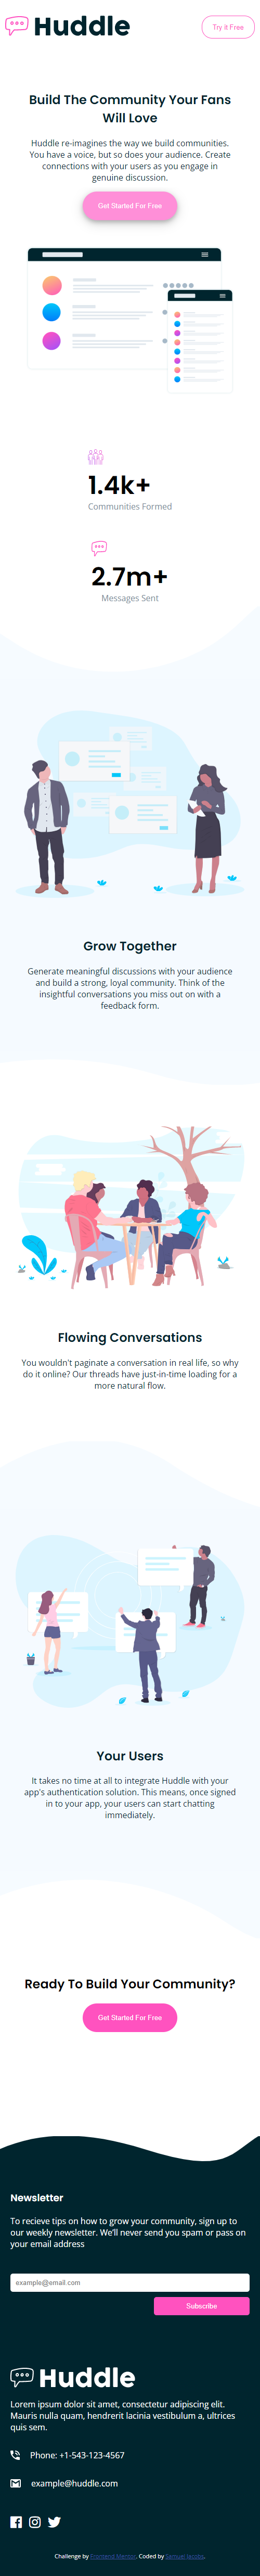 Huddle
Try it Free
Build The Community Your Fans
Will Love
Huddle re-imagines the way we build communities.
You have a voice, but so does your audience. Create
connections with your users as you engage in
genuine discussion.
Get Started For Free
1.4k+
Communities Formed
2.7m+
Messages Sent
Grow Together
Generate meaningful discussions with your audience
and build a strong, loyal community. Think of the
insightful conversations you miss out on with a
feedback form.
Flowing Conversations
You wouldn't paginate a conversation in real life, so why
do it online? Our threads have just-in-time loading for a
more natural flow.
Your Users
It takes no time at all to integrate Huddle with your
app's authentication solution. This means, once signed
in to your app, your users can start chatting
immediately.
Ready To Build Your Community?
Get Started For Free
Newsletter
To recieve tips on how to grow your community, sign up to
our weekly newsletter. We'll never send you spam or pass on
your email address
example@email.com
Subscribe
Huddle
Lorem ipsum dolor sit amet, consectetur adipiscing elit.
Mauris nulla quam, hendrerit lacinia vestibulum a, ultrices
quis sem.
Phone: +1-543-123-4567
example@huddle.com
Challenge by Frontend Mentor. Coded by Samuel